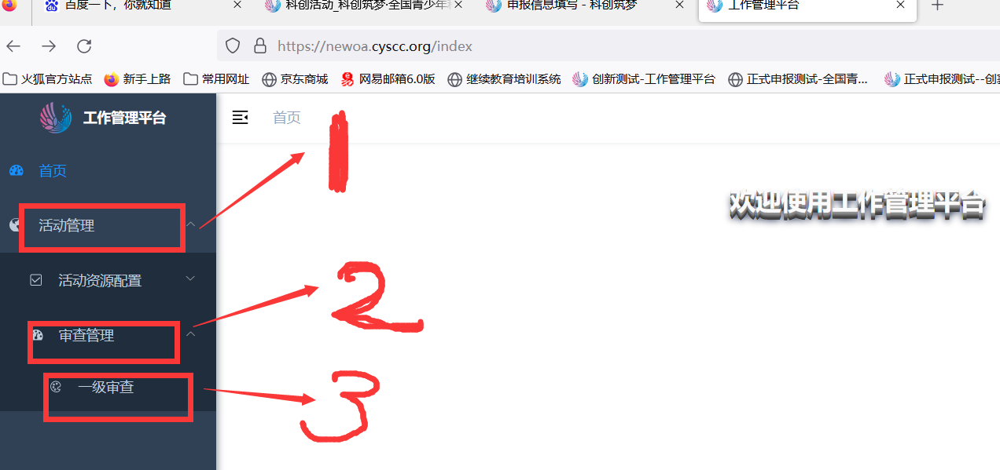 百度一下，你就知道
科创活动_科创筑梦·全国青少年科
申报信息填写 - 科创筑梦
工作管理平台
https://newoa.cyscc.org/index
火狐官方站点 新手上路 常用网址 京东商城 网易邮箱6.0版 继续教育培训系统 创新测试-工作管理平台 正式申报测试-全国青... 正式申报测试--创新
工作管理平台
首页
首页
1
欢迎使用工作管理平台
活动管理
活动资源配置
2
审查管理
一级审查
3